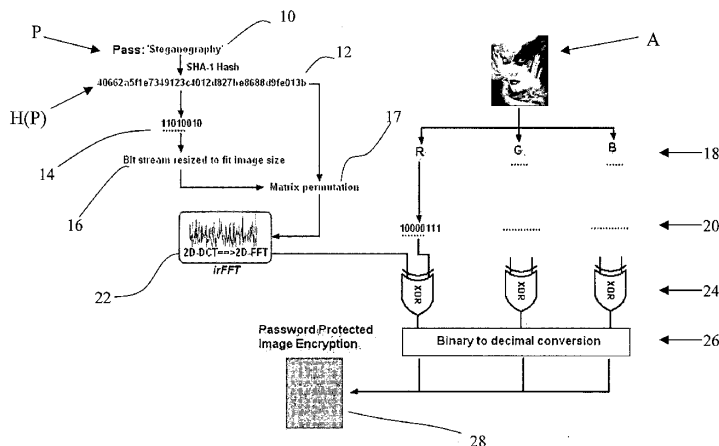 P
10
Pass: 'Steganography'
SHA-1 Hash
12
40662a5f1e7349123c4012d827be8688d9fe013b
H(P)
11010010
14
Bit stream resized to fit image size
16
17
Matrix permutation
2D-DCT==>2D-FFT
irFFT
22
A
R
G
B
18
10000111
20
XOR
XOR
XOR
24
Binary to decimal conversion
26
Password Protected
Image Encryption
28